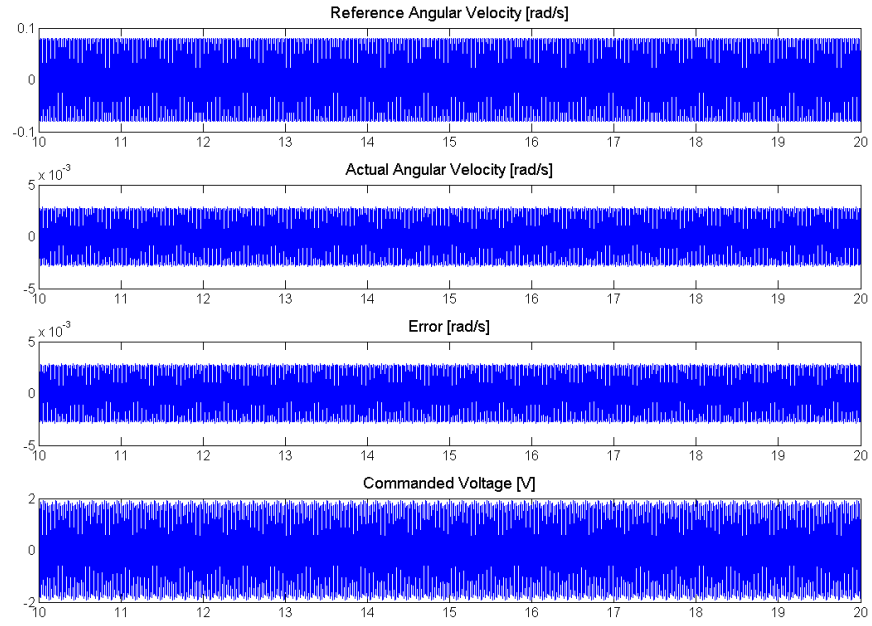 Reference Angular Velocity [rad/s]
0.1
0
-0.1
10 11 12 13 14 15 16 17 18 19 20
Actual Angular Velocity [rad/s]
x 10-3
5
0
-5
10 11 12 13 14 15 16 17 18 19 20
Error [rad/s]
x 10-3
5
0
-5
10 11 12 13 14 15 16 17 18 19 20
Commanded Voltage [V]
2
0
-2
10 11 12 13 14 15 16 17 18 19 20